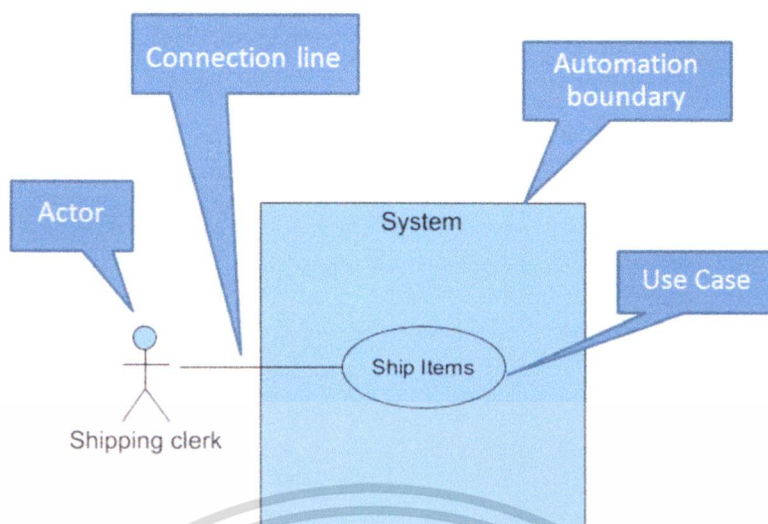 Connection line
Automation
boundary
Actor
System
Use Case
Ship Items
Shipping clerk